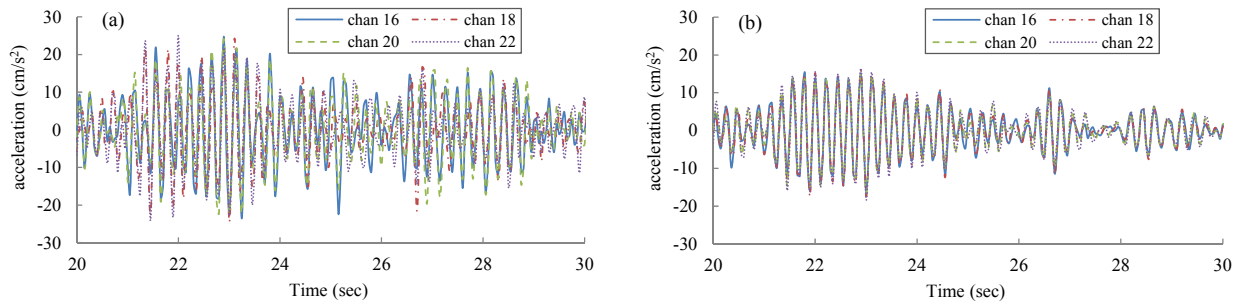 (a)
chan 16
chan 18
chan 20
chan 22
acceleration (cm/s²)
30
20
10
0
-10
-20
-30
20
22
24
26
28
30
Time (sec)
(b)
chan 16
chan 18
chan 20
chan 22
acceleration (cm/s²)
30
20
10
0
-10
-20
-30
20
22
24
26
28
30
Time (sec)